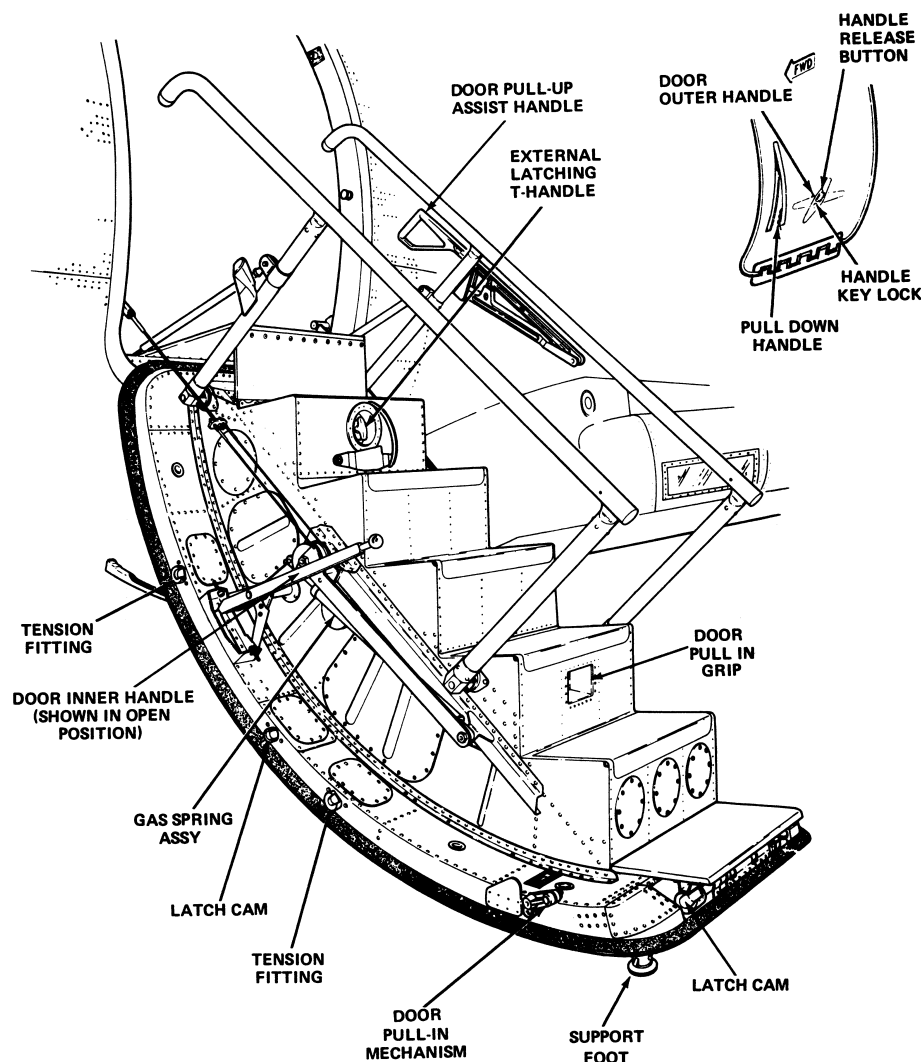 HANDLE
RELEASE
BUTTON
FWD
DOOR
OUTER HANDLE
DOOR PULL-UP
ASSIST HANDLE
EXTERNAL
LATCHING
T-HANDLE
HANDLE
KEY LOCK
PULL DOWN
HANDLE
TENSION
FITTING
DOOR
PULL IN
GRIP
DOOR INNER HANDLE
(SHOWN IN OPEN
POSITION)
GAS SPRING
ASSY
LATCH CAM
TENSION
FITTING
LATCH CAM
DOOR
PULL-IN
MECHANISM
SUPPORT
FOOT